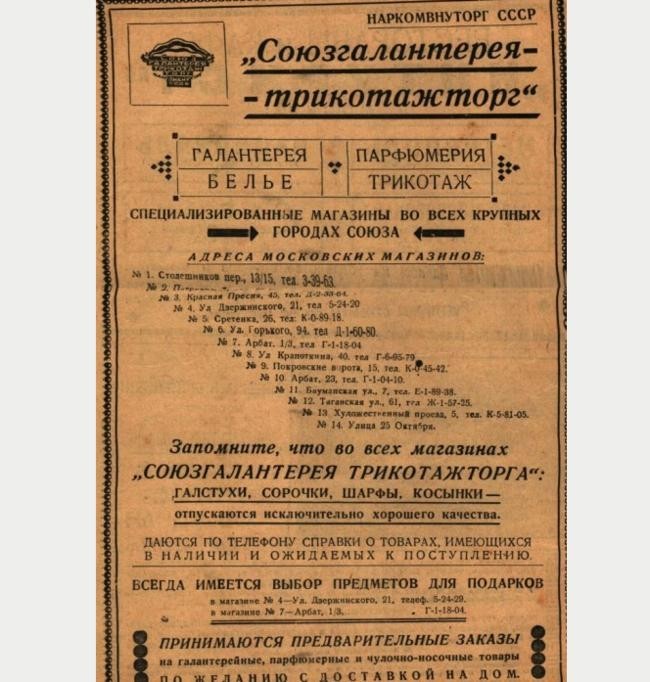 НАРКОМВНУТОРГ СССР
„Союзгалантерея-
-трикотажторг“
ГАЛАНТЕРЕЯ
БЕЛЬЕ
ПАРФЮМЕРИЯ
ТРИКОТАЖ
СПЕЦИАЛИЗИРОВАННЫЕ МАГАЗИНЫ ВО ВСЕХ КРУПНЫХ
ГОРОДАХ СОЮЗА
АДРЕСА МОСКОВСКИХ МАГАЗИНОВ:
№ 1. Столешников пер., 13/15, тел. 3-39-63.
№ 2.
№ 3. Красная Пресня, 45, тел. Д-2-33-64.
№ 4. Ул Дзержинского, 21, тел 5-24-20
№ 5. Сретенка, 26, тел: К-0-89-18.
№ 6. Ул. Горького, 94. тел Д-1-60-80.
№ 7. Арбат. 1/3, тел Г-1-18-04
№ 8. Ул Крапоткина, 40. тел Г-6-95-79
№ 9. Покровские ворота, 15, тел. К-0-45-42.
№ 10. Арбат, 23, тел. Г-1-04-10.
№ 11. Бауманская ул., 7, тел. Е-1-89-38.
№ 12. Таганская ул., 61, тел Ж-1-57-25.
№ 13 Художественный проезд, 5, тел. К-5-81-05.
№ 14. Улица 25 Октября.
Запомните, что во всех магазинах
„СОЮЗГАЛАНТЕРЕЯ ТРИКОТАЖТОРГА“:
ГАЛСТУХИ, СОРОЧКИ, ШАРФЫ, КОСЫНКИ—
отпускаются исключительно хорошего качества.
ДАЮТСЯ ПО ТЕЛЕФОНУ СПРАВКИ О ТОВАРАХ, ИМЕЮЩИХСЯ
В НАЛИЧИИ И ОЖИДАЕМЫХ К ПОСТУПЛЕНИЮ.
ВСЕГДА ИМЕЕТСЯ ВЫБОР ПРЕДМЕТОВ ДЛЯ ПОДАРКОВ
в магазине № 4—Ул. Дзержинского, 21, телеф. 5-24-29.
в магазине № 7—Арбат, 1/3, Г-1-18-04.
ПРИНИМАЮТСЯ ПРЕДВАРИТЕЛЬНЫЕ ЗАКАЗЫ
на галантерейные, парфюмерные и чулочно-носочные товары
ПО ЖЕЛАНИЮ С ДОСТАВКОЙ НА ДОМ.